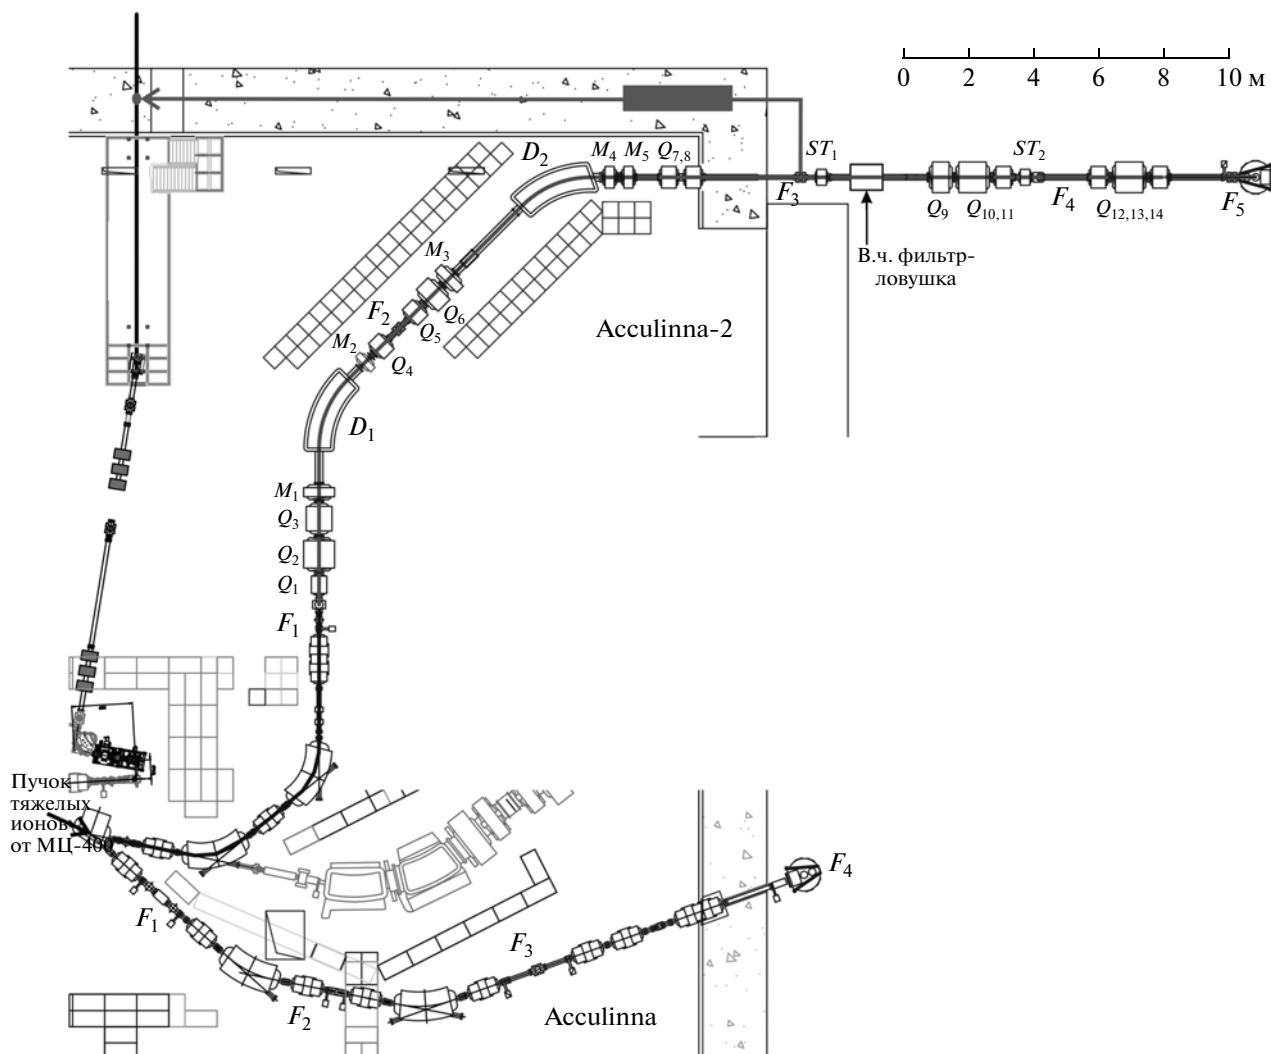 0 2 4 6 8 10 м
D₂
M₄ M₅ Q₇,₈
ST₁
ST₂
F₃
Q₉
Q₁₀,₁₁
F₄
Q₁₂,₁₃,₁₄
F₅
В.ч. фильтр-
ловушка
M₃
F₂
Q₆
Q₅
M₂
Q₄
Acculinna-2
D₁
M₁
Q₃
Q₂
Q₁
F₁
Пучок
тяжелых
ионов
от МЦ-400
F₁
F₂
F₃
F₄
Acculinna